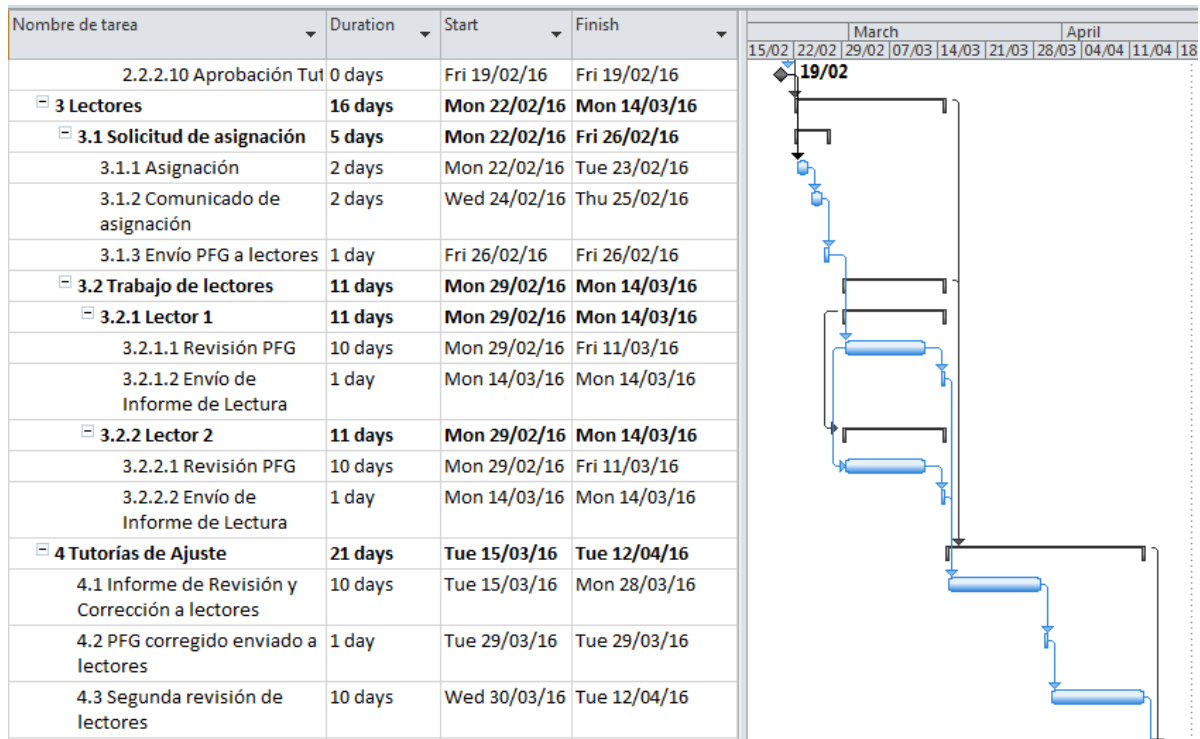 Nombre de tarea Duration Start Finish
March April
15/02 22/02 29/02 07/03 14/03 21/03 28/03 04/04 11/04 18
2.2.2.10 Aprobación Tut 0 days Fri 19/02/16 Fri 19/02/16
19/02
3 Lectores 16 days Mon 22/02/16 Mon 14/03/16
3.1 Solicitud de asignación 5 days Mon 22/02/16 Fri 26/02/16
3.1.1 Asignación 2 days Mon 22/02/16 Tue 23/02/16
3.1.2 Comunicado de 2 days Wed 24/02/16 Thu 25/02/16
asignación
3.1.3 Envío PFG a lectores 1 day Fri 26/02/16 Fri 26/02/16
3.2 Trabajo de lectores 11 days Mon 29/02/16 Mon 14/03/16
3.2.1 Lector 1 11 days Mon 29/02/16 Mon 14/03/16
3.2.1.1 Revisión PFG 10 days Mon 29/02/16 Fri 11/03/16
3.2.1.2 Envío de 1 day Mon 14/03/16 Mon 14/03/16
Informe de Lectura
3.2.2 Lector 2 11 days Mon 29/02/16 Mon 14/03/16
3.2.2.1 Revisión PFG 10 days Mon 29/02/16 Fri 11/03/16
3.2.2.2 Envío de 1 day Mon 14/03/16 Mon 14/03/16
Informe de Lectura
4 Tutorías de Ajuste 21 days Tue 15/03/16 Tue 12/04/16
4.1 Informe de Revisión y 10 days Tue 15/03/16 Mon 28/03/16
Corrección a lectores
4.2 PFG corregido enviado a 1 day Tue 29/03/16 Tue 29/03/16
lectores
4.3 Segunda revisión de 10 days Wed 30/03/16 Tue 12/04/16
lectores